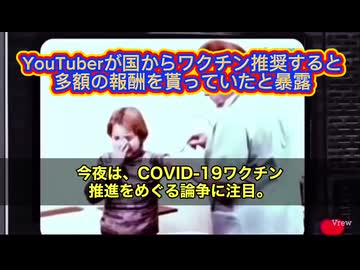 YouTuberが国からワクチン推奨すると
多額の報酬を貰っていたと暴露
今夜は、COVID-19ワクチン
推進をめぐる論争に注目。
Vrew